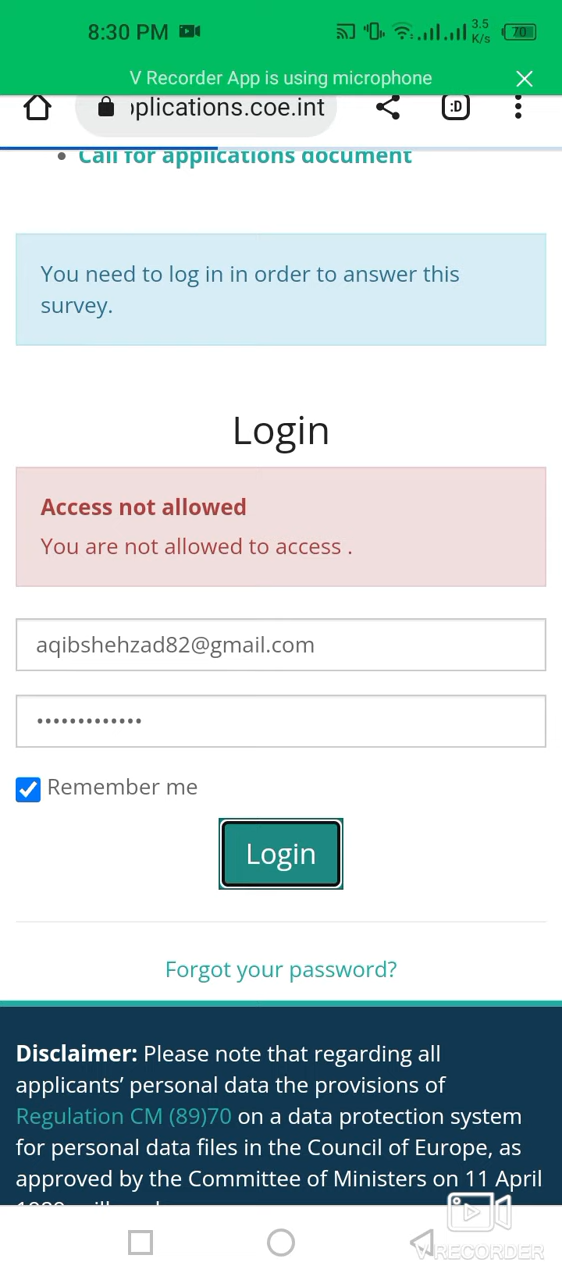 8:30 PM 3.5 K/s 70
V Recorder App is using microphone
plications.coe.int :D
Call for applications document
You need to log in in order to answer this
survey.
Login
Access not allowed
You are not allowed to access .
aqibshehzad82@gmail.com
•••••••••••••
Remember me
Login
Forgot your password?
Disclaimer: Please note that regarding all
applicants’ personal data the provisions of
Regulation CM (89)70 on a data protection system
for personal data files in the Council of Europe, as
approved by the Committee of Ministers on 11 April
VRECORDER